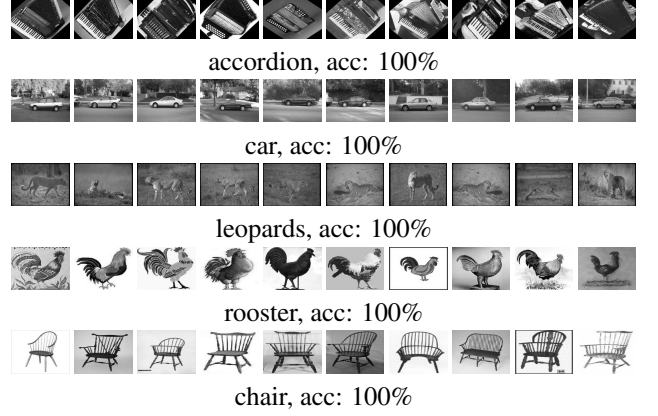 accordion, acc: 100%
car, acc: 100%
leopards, acc: 100%
rooster, acc: 100%
chair, acc: 100%